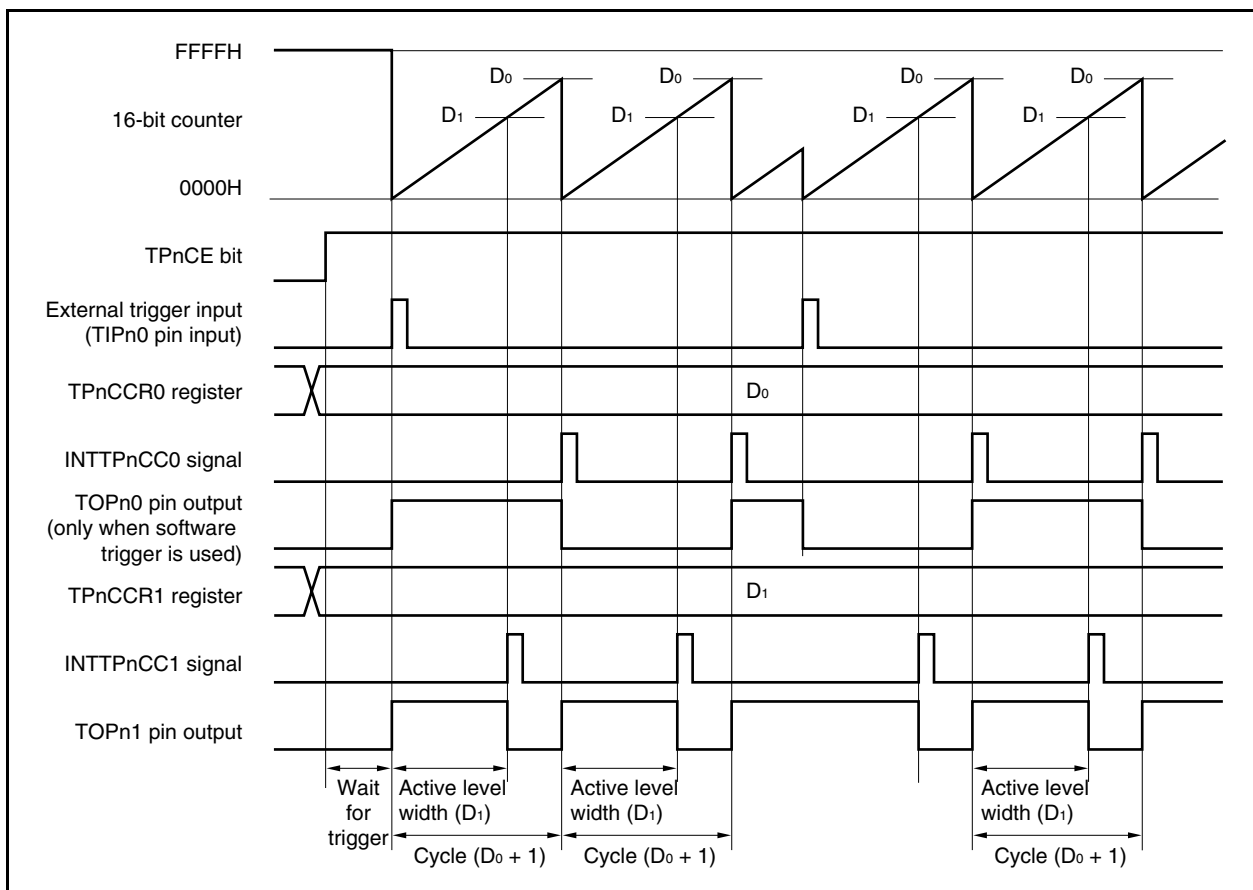 FFFFH
D0 D0 D0 D0
D1 D1 D1 D1
16-bit counter
0000H
TPnCE bit
External trigger input
(TIPn0 pin input)
TPnCCR0 register
D0
INTTPnCC0 signal
TOPn0 pin output
(only when software
trigger is used)
TPnCCR1 register
D1
INTTPnCC1 signal
TOPn1 pin output
Wait
for
trigger
Active level
width (D1)
Active level
width (D1)
Active level
width (D1)
Cycle (D0 + 1)
Cycle (D0 + 1)
Cycle (D0 + 1)